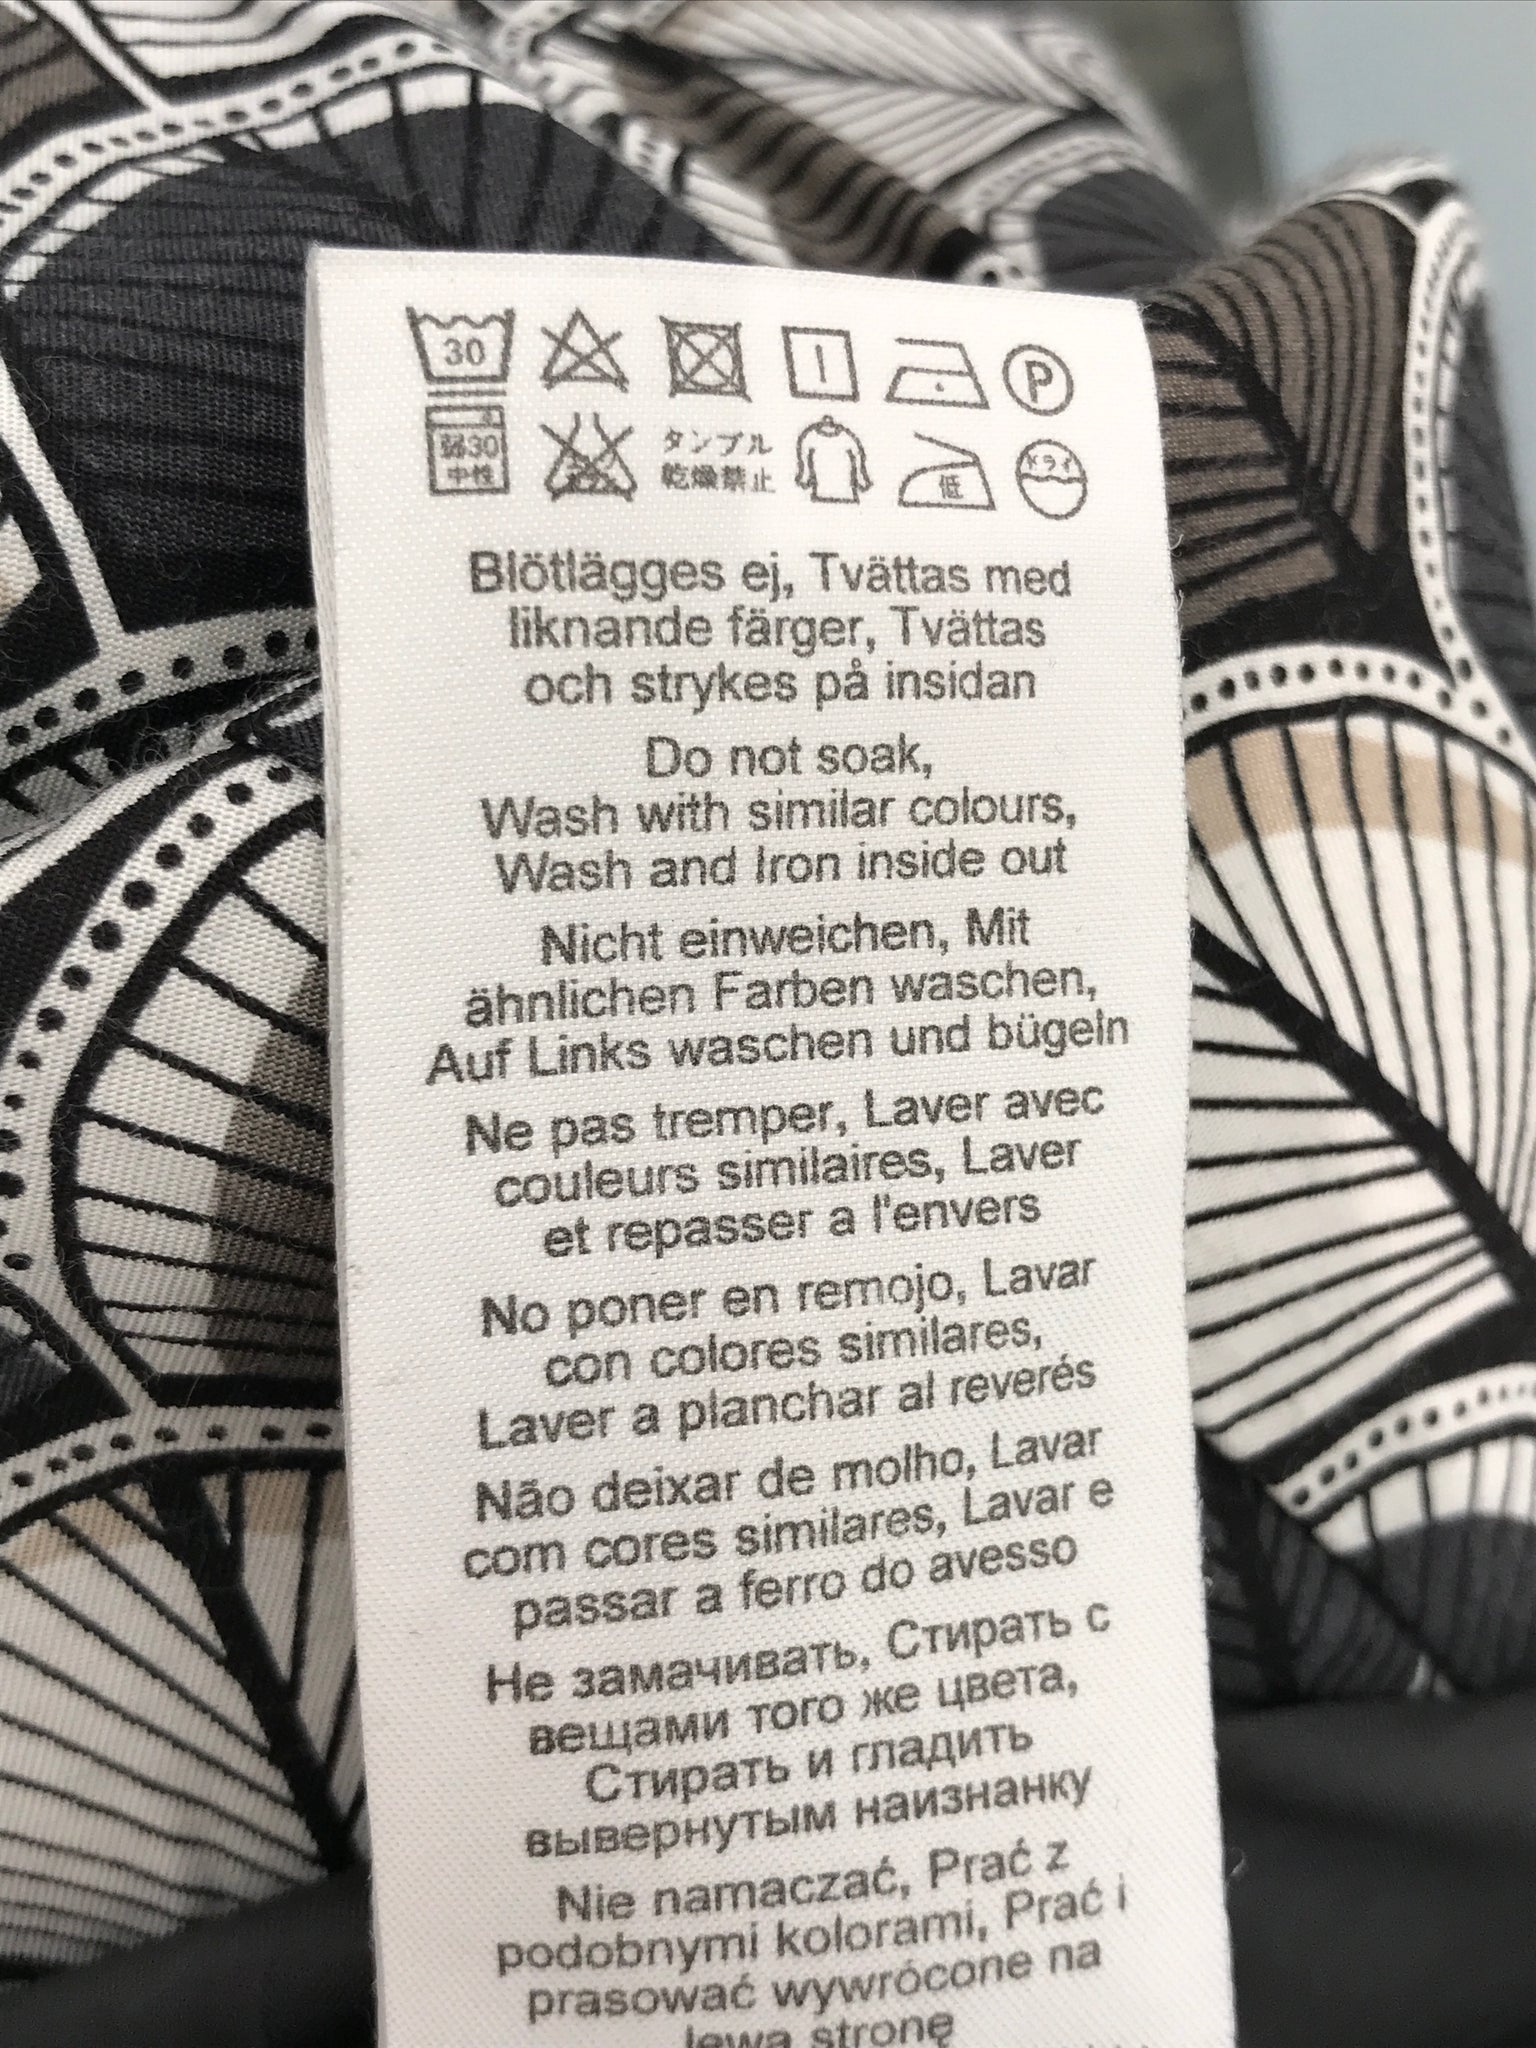 30
P
弱30
中性
タンブル
乾燥禁止
低
ドライ
Blötlägges ej, Tvättas med
liknande färger, Tvättas
och strykes på insidan
Do not soak,
Wash with similar colours,
Wash and Iron inside out
Nicht einweichen, Mit
ähnlichen Farben waschen,
Auf Links waschen und bügeln
Ne pas tremper, Laver avec
couleurs similaires, Laver
et repasser a l'envers
No poner en remojo, Lavar
con colores similares,
Laver a planchar al reverés
Não deixar de molho, Lavar
com cores similares, Lavar e
passar a ferro do avesso
Не замачивать, Стирать с
вещами того же цвета,
Стирать и гладить
вывернутым наизнанку
Nie namaczać, Prać z
podobnymi kolorami, Prać i
prasować wywrócone na
lewą stronę